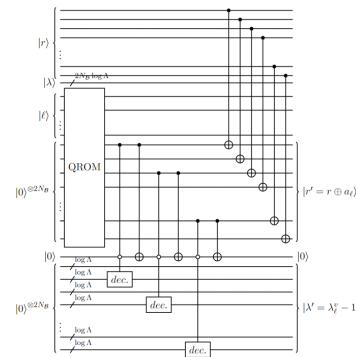 |r⟩
⋮
|λ⟩ 2N_B log Λ
|ℓ⟩
⋮
QROM
|0⟩^{⊗2N_B} |r′ = r ⊕ a_ℓ⟩
⋮
|0⟩ |0⟩
log Λ
log Λ
dec.
log Λ
|0⟩^{⊗2N_B} dec. |λ′ = λ_ℓ^v − 1
⋮
log Λ
log Λ
dec.